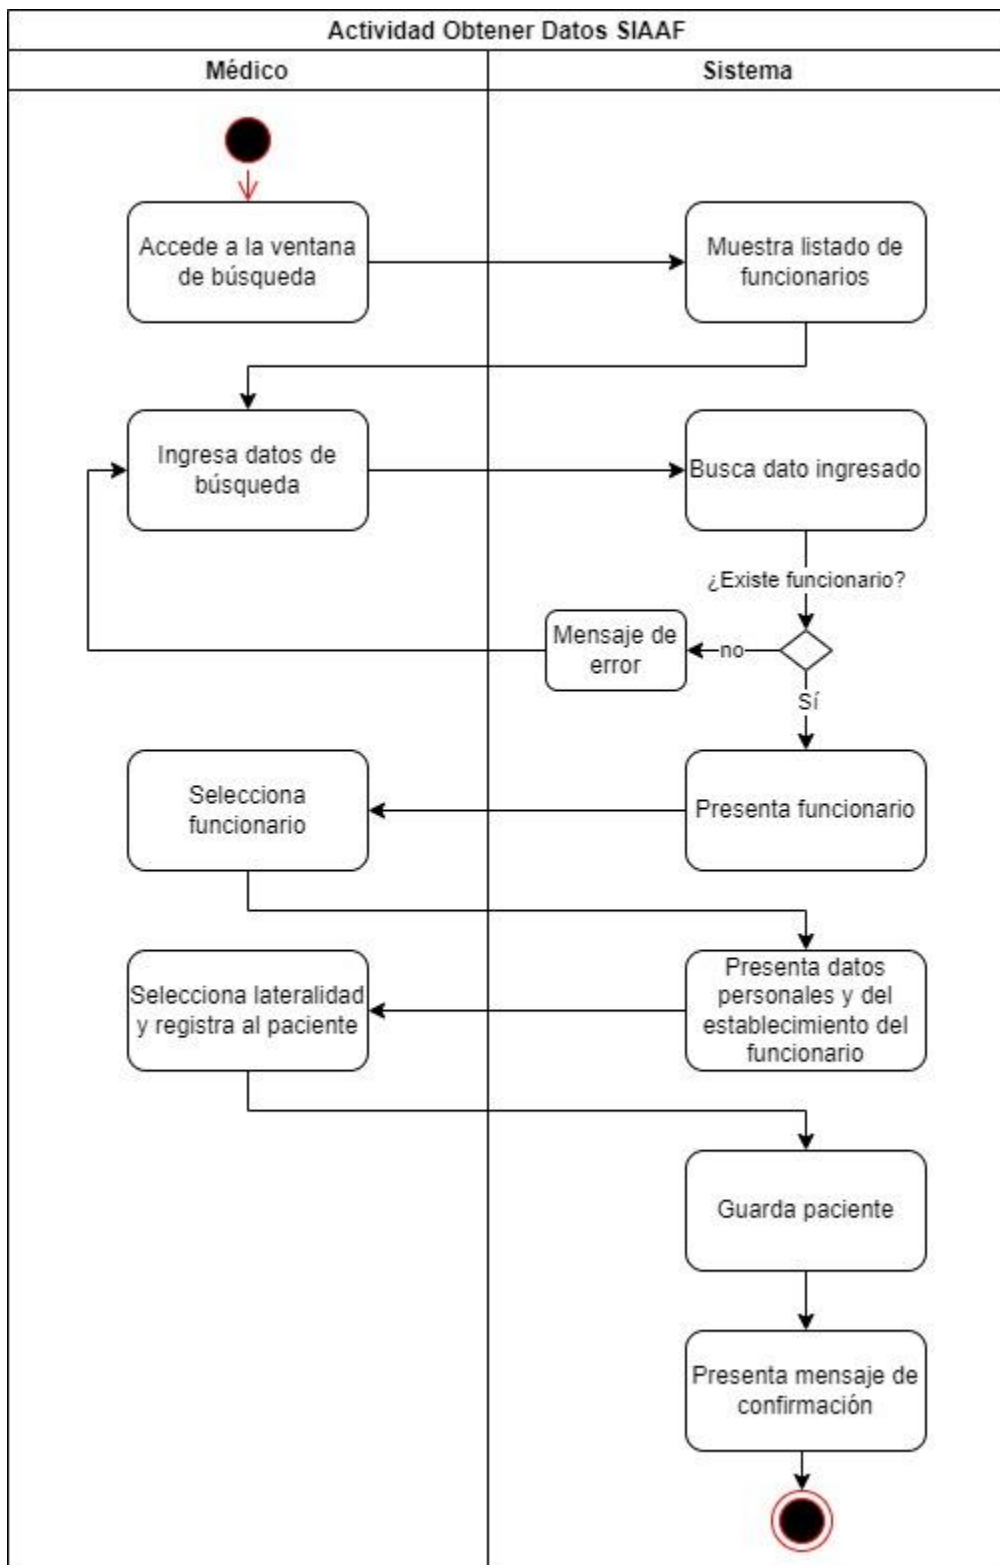 Actividad Obtener Datos SIAAF
Médico
Sistema
Accede a la ventana
de búsqueda
Muestra listado de
funcionarios
Ingresa datos de
búsqueda
Busca dato ingresado
¿Existe funcionario?
Mensaje de
error
no
Sí
Selecciona
funcionario
Presenta funcionario
Selecciona lateralidad
y registra al paciente
Presenta datos
personales y del
establecimiento del
funcionario
Guarda paciente
Presenta mensaje de
confirmación